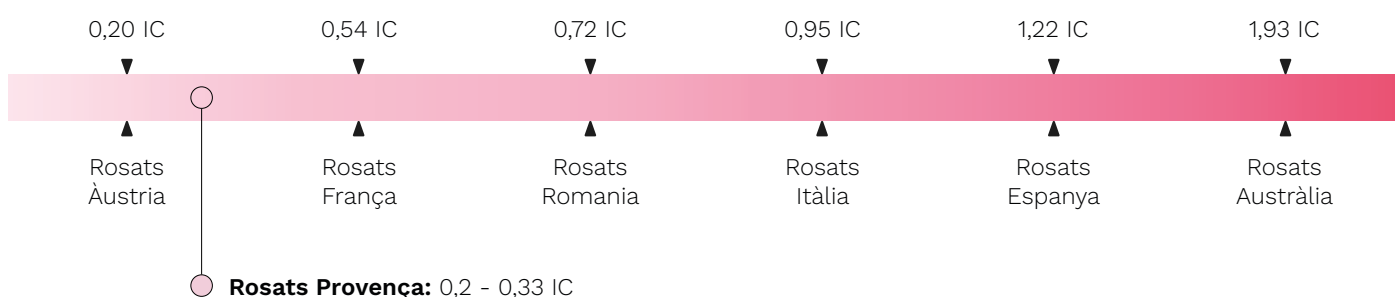 0,20 IC 0,54 IC 0,72 IC 0,95 IC 1,22 IC 1,93 IC
Rosats Rosats Rosats Rosats Rosats Rosats
Àustria França Romania Itàlia Espanya Austràlia
Rosats Provença: 0,2 - 0,33 IC